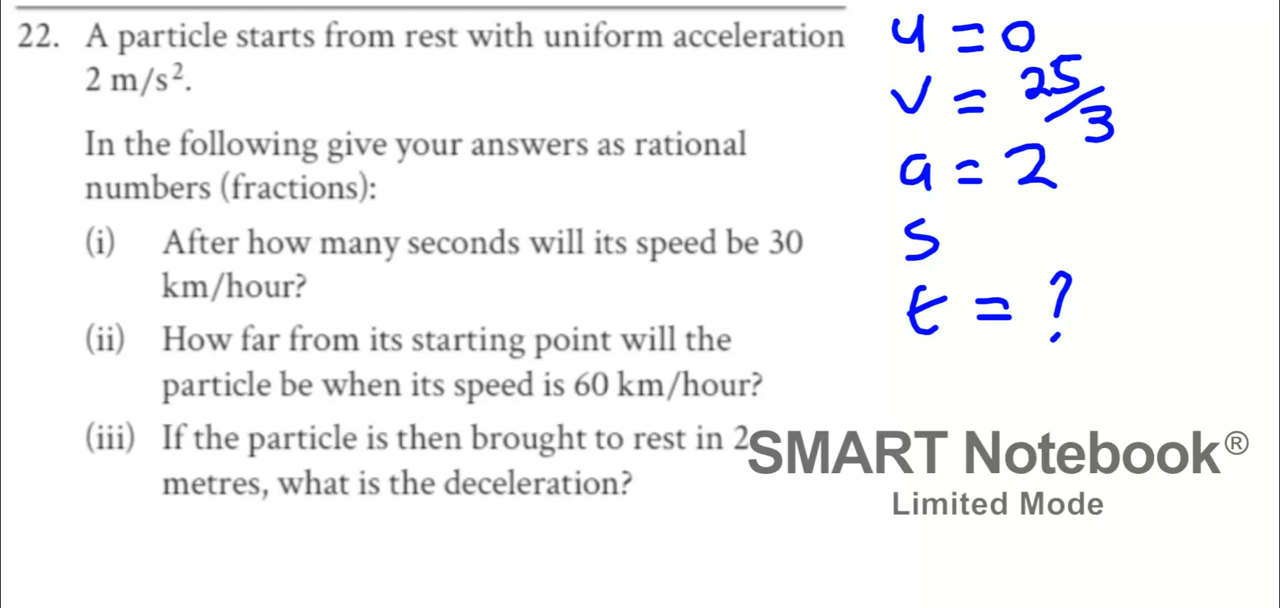 22. A particle starts from rest with uniform acceleration
2 m/s².
In the following give your answers as rational
numbers (fractions):
(i) After how many seconds will its speed be 30
km/hour?
(ii) How far from its starting point will the
particle be when its speed is 60 km/hour?
(iii) If the particle is then brought to rest in 2
metres, what is the deceleration?
u = 0
v = 25/3
a = 2
s
t = ?
SMART Notebook®
Limited Mode